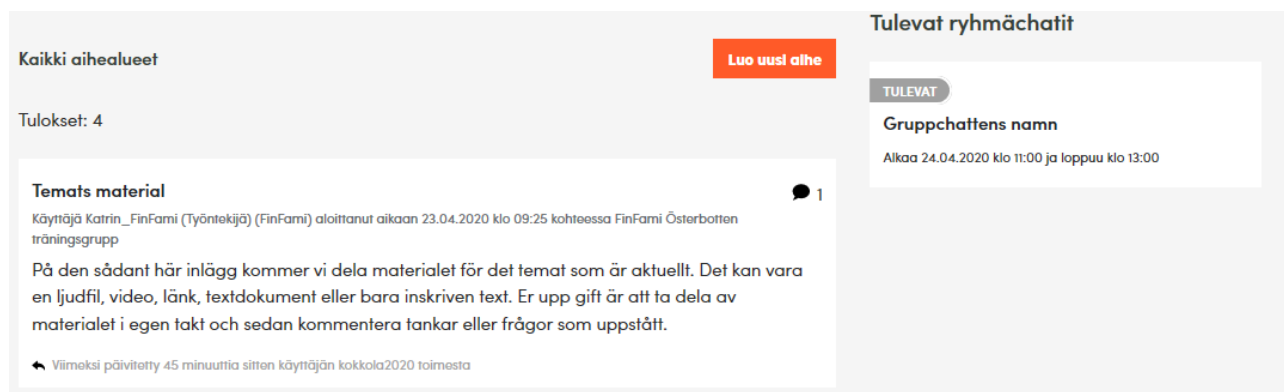 Kaikki aihealueet
Luo uusi aihe
Tulokset: 4
Temats material
1
Käyttäjä Katrin_FinFami (Työntekijä) (FinFami) aloittanut aikaan 23.04.2020 klo 09:25 kohteessa FinFami Österbotten
träningsgrupp
På den sådant här inlägg kommer vi dela materialet för det temat som är aktuellt. Det kan vara
en ljudfil, video, länk, textdokument eller bara inskriven text. Er upp gift är att ta dela av
materialet i egen takt och sedan kommentera tankar eller frågor som uppstått.
Viimeksi päivitetty 45 minuuttia sitten käyttäjän kokkola2020 toimesta
Tulevat ryhmächatit
TULEVAT
Gruppchattens namn
Alkaa 24.04.2020 klo 11:00 ja loppuu klo 13:00